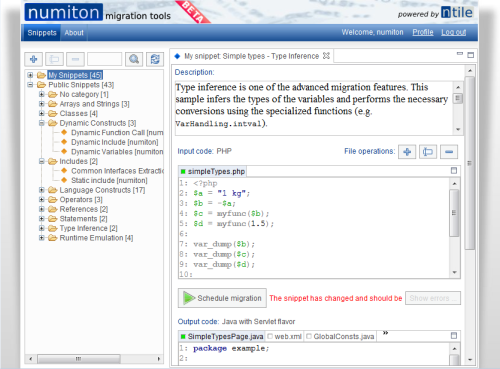 numiton migration tools
BETA
powered by ntile
Snippets About
Welcome, numiton Profile Log out
My Snippets [45]
Public Snippets [43]
No category [1]
Arrays and Strings [3]
Classes [4]
Dynamic Constructs [3]
Dynamic Function Call [num
Dynamic Include [numiton]
Dynamic Variables [numiton
Includes [2]
Common Interfaces Extractio
Static include [numiton]
Language Constructs [17]
Operators [3]
References [2]
Statements [2]
Type Inference [2]
Runtime Emulation [4]
My snippet: Simple types - Type Inference
Description:
Type inference is one of the advanced migration features. This
sample infers the types of the variables and performs the necessary
conversions using the specialized functions (e.g.
VarHandling.intval).
Input code: PHP
File operations:
simpleTypes.php
1: <?php
2: $a = "1 kg";
3: $b = -$a;
4: $c = myfunc($b);
5: $d = myfunc(1.5);
6:
7: var_dump($b);
8: var_dump($c);
9: var_dump($d);
10:
Schedule migration
The snippet has changed and should be
Show errors ...
Output code: Java with Servlet flavor
SimpleTypesPage.java web.xml GlobalConsts.java »
1: package example;
2: